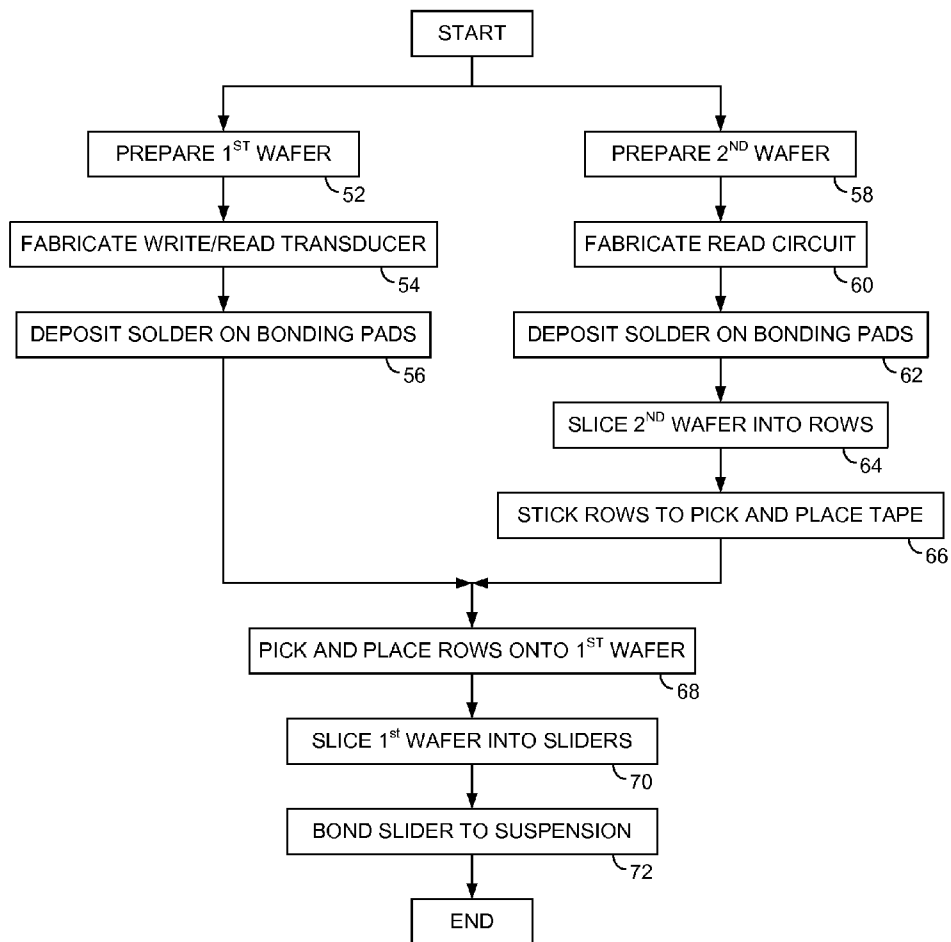 START
PREPARE 1ST WAFER
52
PREPARE 2ND WAFER
58
FABRICATE WRITE/READ TRANSDUCER
54
FABRICATE READ CIRCUIT
60
DEPOSIT SOLDER ON BONDING PADS
56
DEPOSIT SOLDER ON BONDING PADS
62
SLICE 2ND WAFER INTO ROWS
64
STICK ROWS TO PICK AND PLACE TAPE
66
PICK AND PLACE ROWS ONTO 1ST WAFER
68
SLICE 1st WAFER INTO SLIDERS
70
BOND SLIDER TO SUSPENSION
72
END